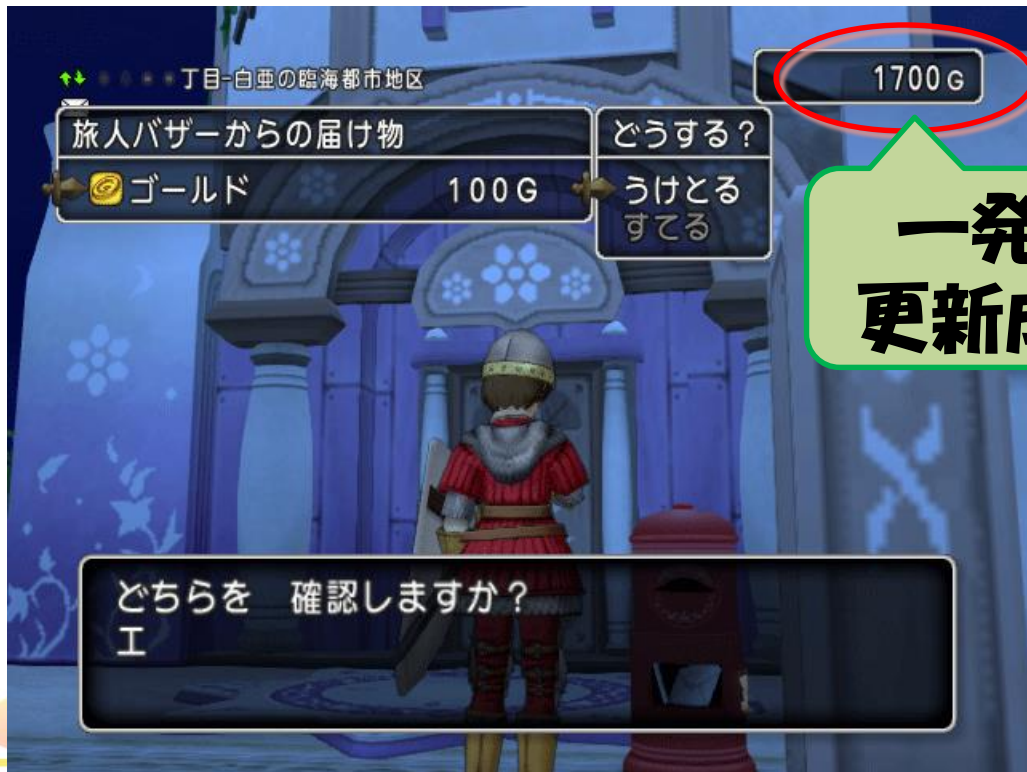 丁目-白亜の臨海都市地区
1700G
旅人バザーからの届け物
どうする？
ゴールド 100G
うけとる
すてる
一発
更新
どちらを 確認しますか？